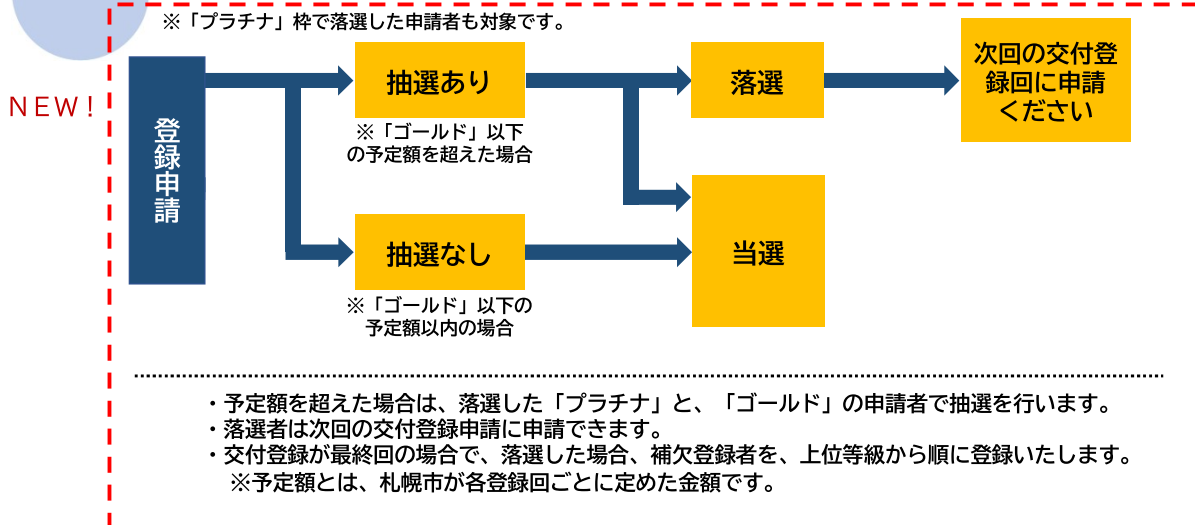 ※「プラチナ」枠で落選した申請者も対象です。
NEW!
登録申請
抽選あり
※「ゴールド」以下
の予定額を超えた場合
落選
次回の交付登
録回に申請
ください
抽選なし
※「ゴールド」以下の
予定額以内の場合
当選
・予定額を超えた場合は、落選した「プラチナ」と、「ゴールド」の申請者で抽選を行います。
・落選者は次回の交付登録申請に申請できます。
・交付登録が最終回の場合で、落選した場合、補欠登録者を、上位等級から順に登録いたします。
※予定額とは、札幌市が各登録回ごとに定めた金額です。